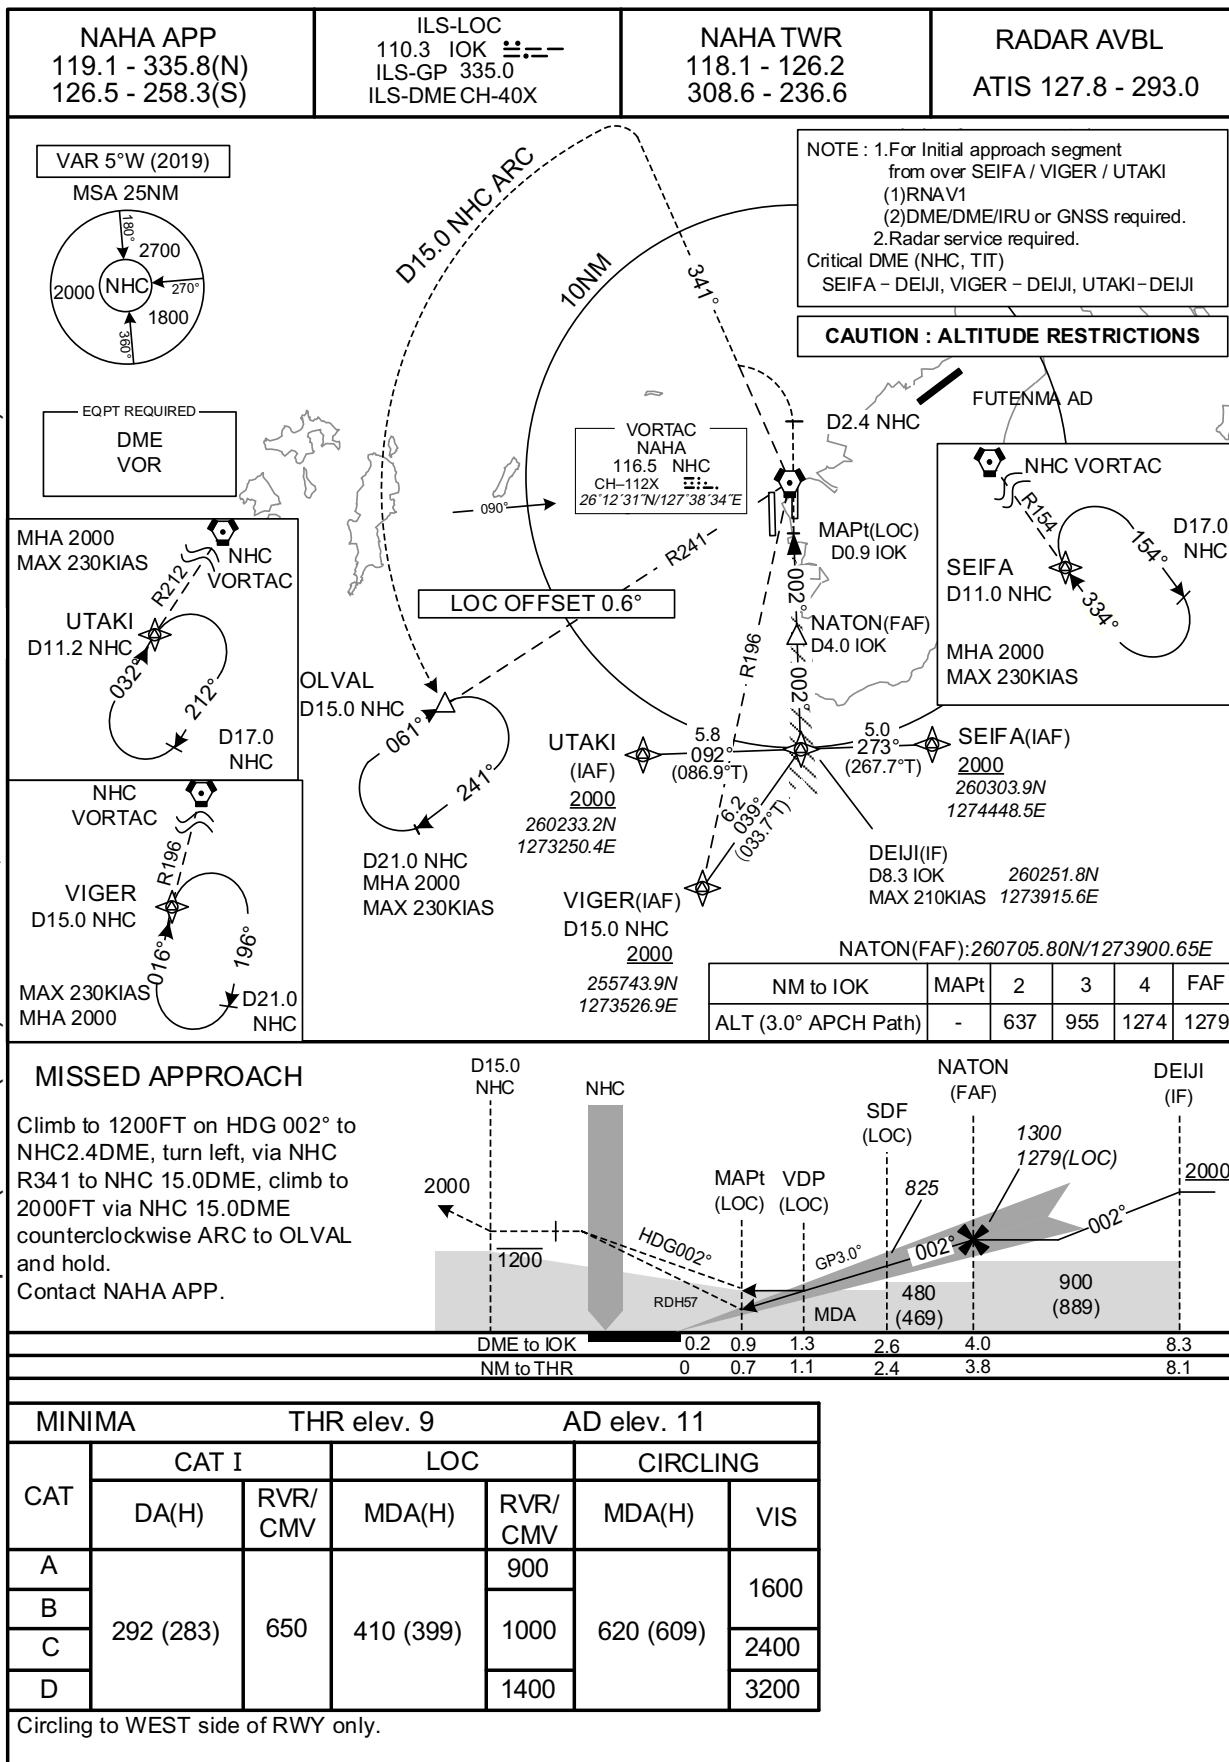 NAHA APP
119.1 - 335.8(N)
126.5 - 258.3(S)
ILS-LOC
110.3 IOK
ILS-GP 335.0
ILS-DME CH-40X
NAHA TWR
118.1 - 126.2
308.6 - 236.6
RADAR AVBL
ATIS 127.8 - 293.0
VAR 5°W (2019)
MSA 25NM
180°
2700
2000
NHC
270°
1800
360°
EQPT REQUIRED
DME
VOR
D15.0 NHC ARC
10NM
341°
NOTE : 1.For Initial approach segment
from over SEIFA / VIGER / UTAKI
(1)RNAV1
(2)DME/DME/IRU or GNSS required.
2.Radar service required.
Critical DME (NHC, TIT)
SEIFA – DEIJI, VIGER – DEIJI, UTAKI–DEIJI
CAUTION : ALTITUDE RESTRICTIONS
FUTENMA AD
D2.4 NHC
VORTAC
NAHA
116.5 NHC
CH–112X
26°12'31"N/127°38'34"E
090°
R241
MAPt(LOC)
D0.9 IOK
002°
LOC OFFSET 0.6°
NATON(FAF)
D4.0 IOK
002°
R196
NHC VORTAC
R154
154°
D17.0
NHC
SEIFA
D11.0 NHC
334°
MHA 2000
MAX 230KIAS
MHA 2000
MAX 230KIAS
NHC
VORTAC
R212
UTAKI
D11.2 NHC
032°
212°
D17.0
NHC
OLVAL
D15.0 NHC
061°
241°
D21.0 NHC
MHA 2000
MAX 230KIAS
UTAKI
(IAF)
2000
260233.2N
1273250.4E
5.8
092°
(086.9°T)
5.0
273°
(267.7°T)
SEIFA(IAF)
2000
260303.9N
1274448.5E
6.2
039°
(033.7°T)
DEIJI(IF)
D8.3 IOK
MAX 210KIAS
260251.8N
1273915.6E
VIGER(IAF)
D15.0 NHC
2000
255743.9N
1273526.9E
NHC
VORTAC
R196
VIGER
D15.0 NHC
016°
196°
MAX 230KIAS
MHA 2000
D21.0
NHC
NATON(FAF):260705.80N/1273900.65E
NM to IOK MAPt 2 3 4 FAF
ALT (3.0° APCH Path) - 637 955 1274 1279
MISSED APPROACH
Climb to 1200FT on HDG 002° to
NHC2.4DME, turn left, via NHC
R341 to NHC 15.0DME, climb to
2000FT via NHC 15.0DME
counterclockwise ARC to OLVAL
and hold.
Contact NAHA APP.
D15.0
NHC
NHC
NATON
(FAF)
DEIJI
(IF)
SDF
(LOC)
1300
1279(LOC)
2000
MAPt
(LOC)
VDP
(LOC)
825
2000
HDG002°
GP3.0°
002°
002°
1200
RDH57
MDA
480
(469)
900
(889)
DME to IOK 0.2 0.9 1.3 2.6 4.0 8.3
NM to THR 0 0.7 1.1 2.4 3.8 8.1
MINIMA THR elev. 9 AD elev. 11
CAT CAT I LOC CIRCLING
DA(H) RVR/CMV MDA(H) RVR/CMV MDA(H) VIS
A 292 (283) 650 410 (399) 900 620 (609) 1600
B 1000
C 2400
D 1400 3200
Circling to WEST side of RWY only.